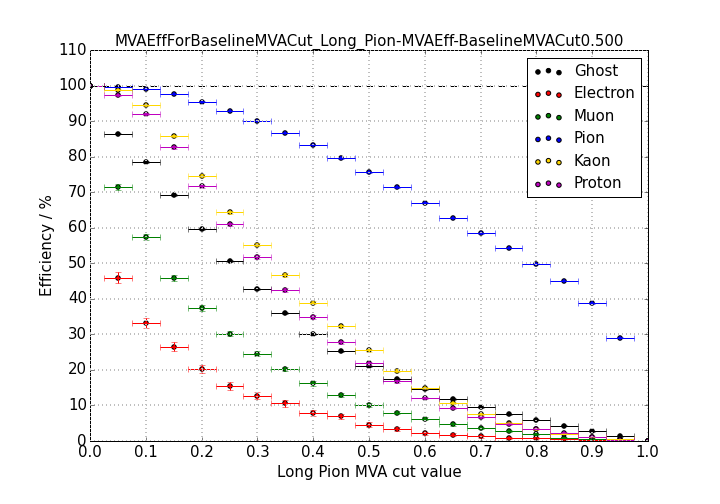 MVAEffForBaselineMVACut_Long_Pion-MVAEff-BaselineMVACut0.500
110
100
90
80
70
60
50
40
30
20
10
0
Efficiency / %
Ghost
Electron
Muon
Pion
Kaon
Proton
0.0 0.1 0.2 0.3 0.4 0.5 0.6 0.7 0.8 0.9 1.0
Long Pion MVA cut value